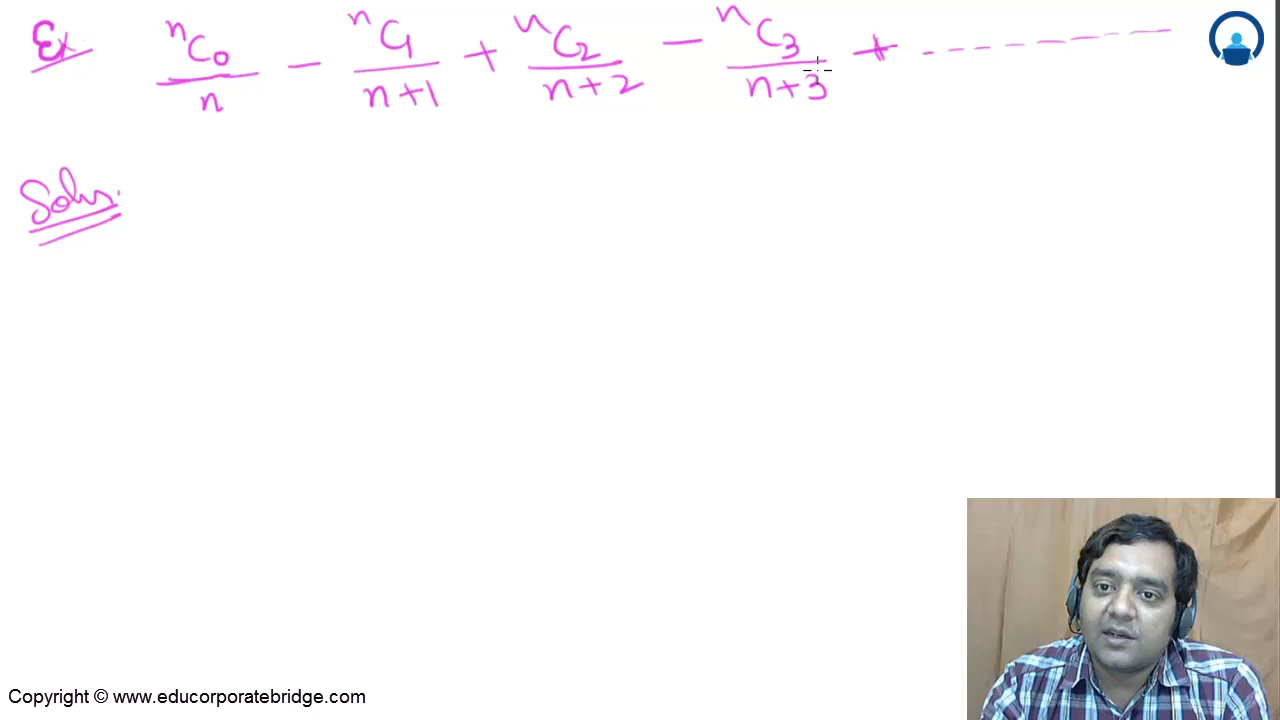 Ex. ⁿC₀/n - ⁿC₁/(n+1) + ⁿC₂/(n+2) - ⁿC₃/(n+3) + - - - - - - - -
Soln.
Copyright © www.educorporatebridge.com